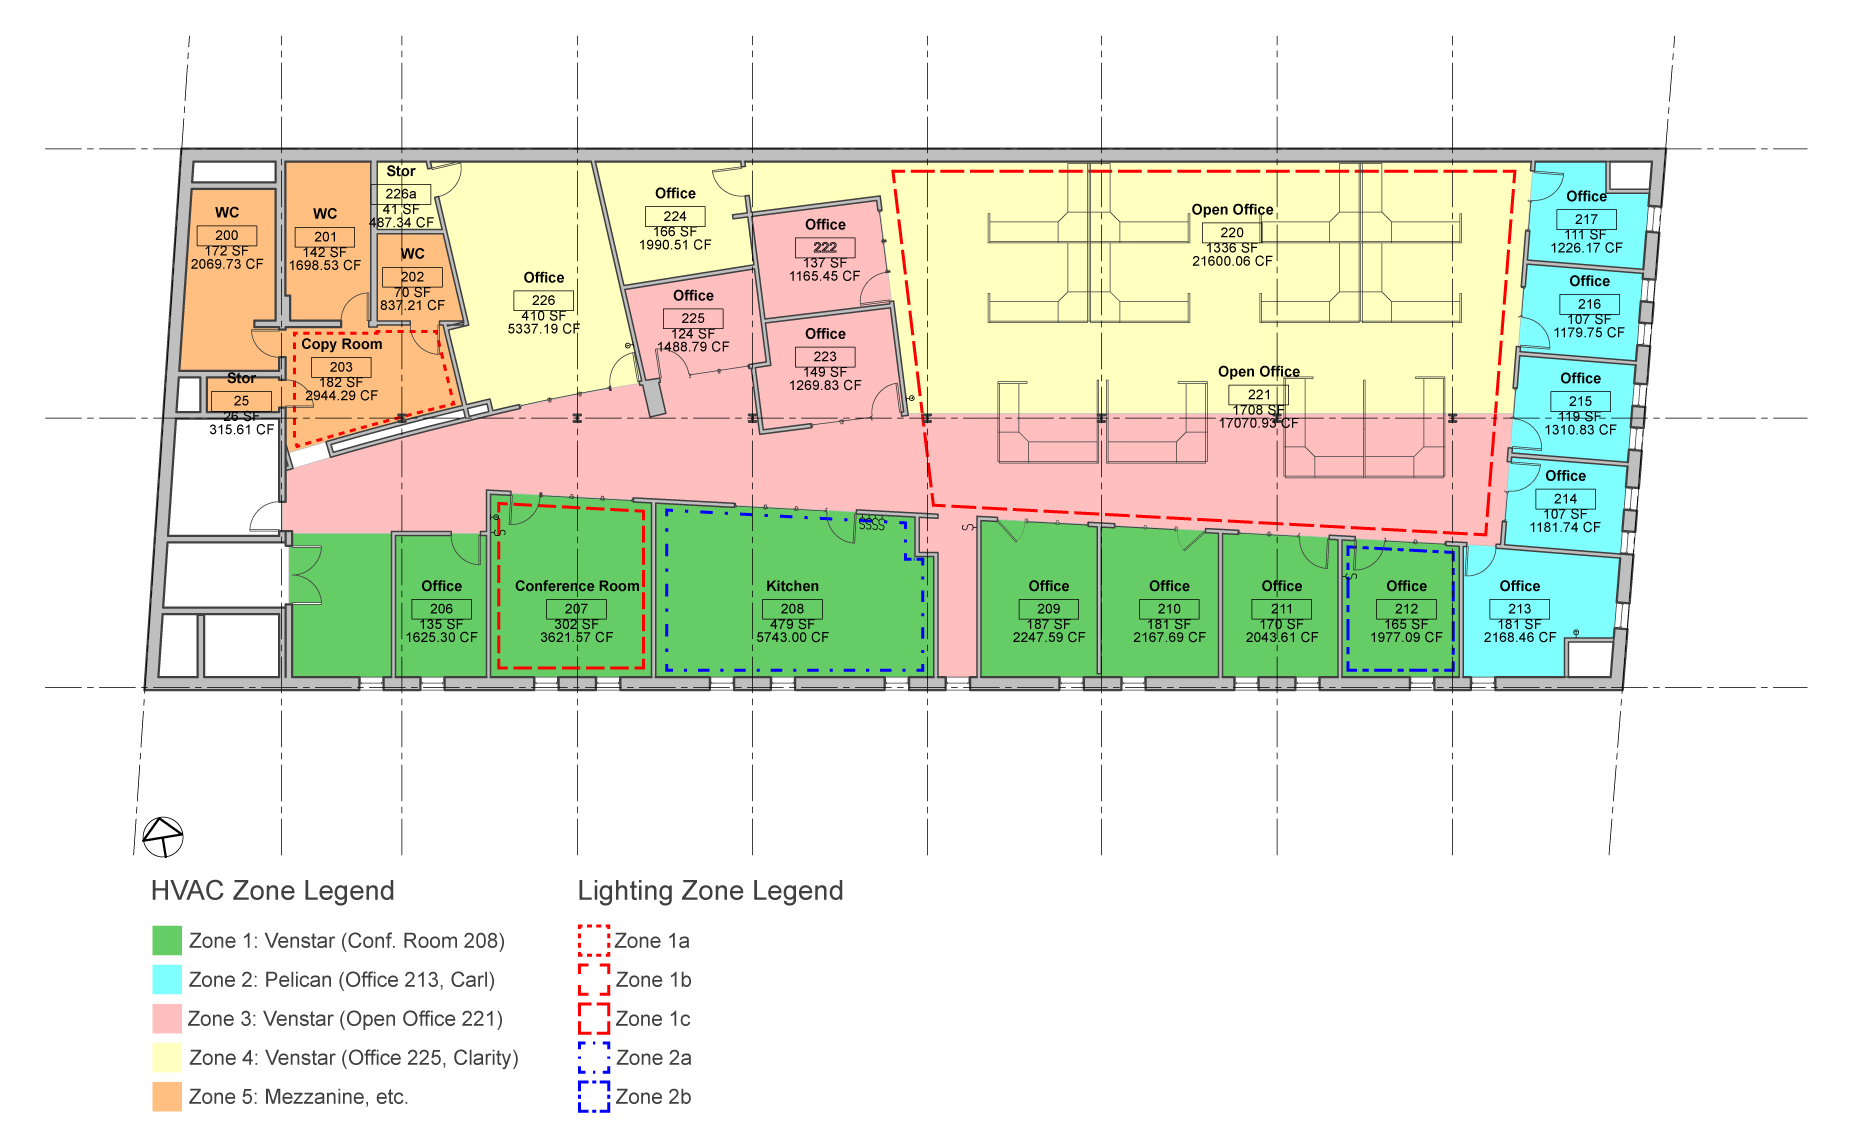 WC
200
172 SF
2069.73 CF
WC
201
142 SF
1698.53 CF
Stor
226a
41 SF
487.34 CF
WC
202
70 SF
837.21 CF
Copy Room
203
182 SF
2944.29 CF
Stor
25
26 SF
315.61 CF
Office
226
410 SF
5337.19 CF
Office
224
166 SF
1990.51 CF
Office
225
124 SF
1488.79 CF
Office
222
137 SF
1165.45 CF
Office
223
149 SF
1269.83 CF
Open Office
220
1336 SF
21600.06 CF
Open Office
221
1708 SF
17070.93 CF
Office
217
111 SF
1226.17 CF
Office
216
107 SF
1179.75 CF
Office
215
119 SF
1310.83 CF
Office
214
107 SF
1181.74 CF
Office
206
135 SF
1625.30 CF
Conference Room
207
302 SF
3621.57 CF
Kitchen
208
479 SF
5743.00 CF
SSSS
Office
209
187 SF
2247.59 CF
Office
210
181 SF
2167.69 CF
Office
211
170 SF
2043.61 CF
Office
212
165 SF
1977.09 CF
Office
213
181 SF
2168.46 CF
HVAC Zone Legend
Zone 1: Venstar (Conf. Room 208)
Zone 2: Pelican (Office 213, Carl)
Zone 3: Venstar (Open Office 221)
Zone 4: Venstar (Office 225, Clarity)
Zone 5: Mezzanine, etc.
Lighting Zone Legend
Zone 1a
Zone 1b
Zone 1c
Zone 2a
Zone 2b